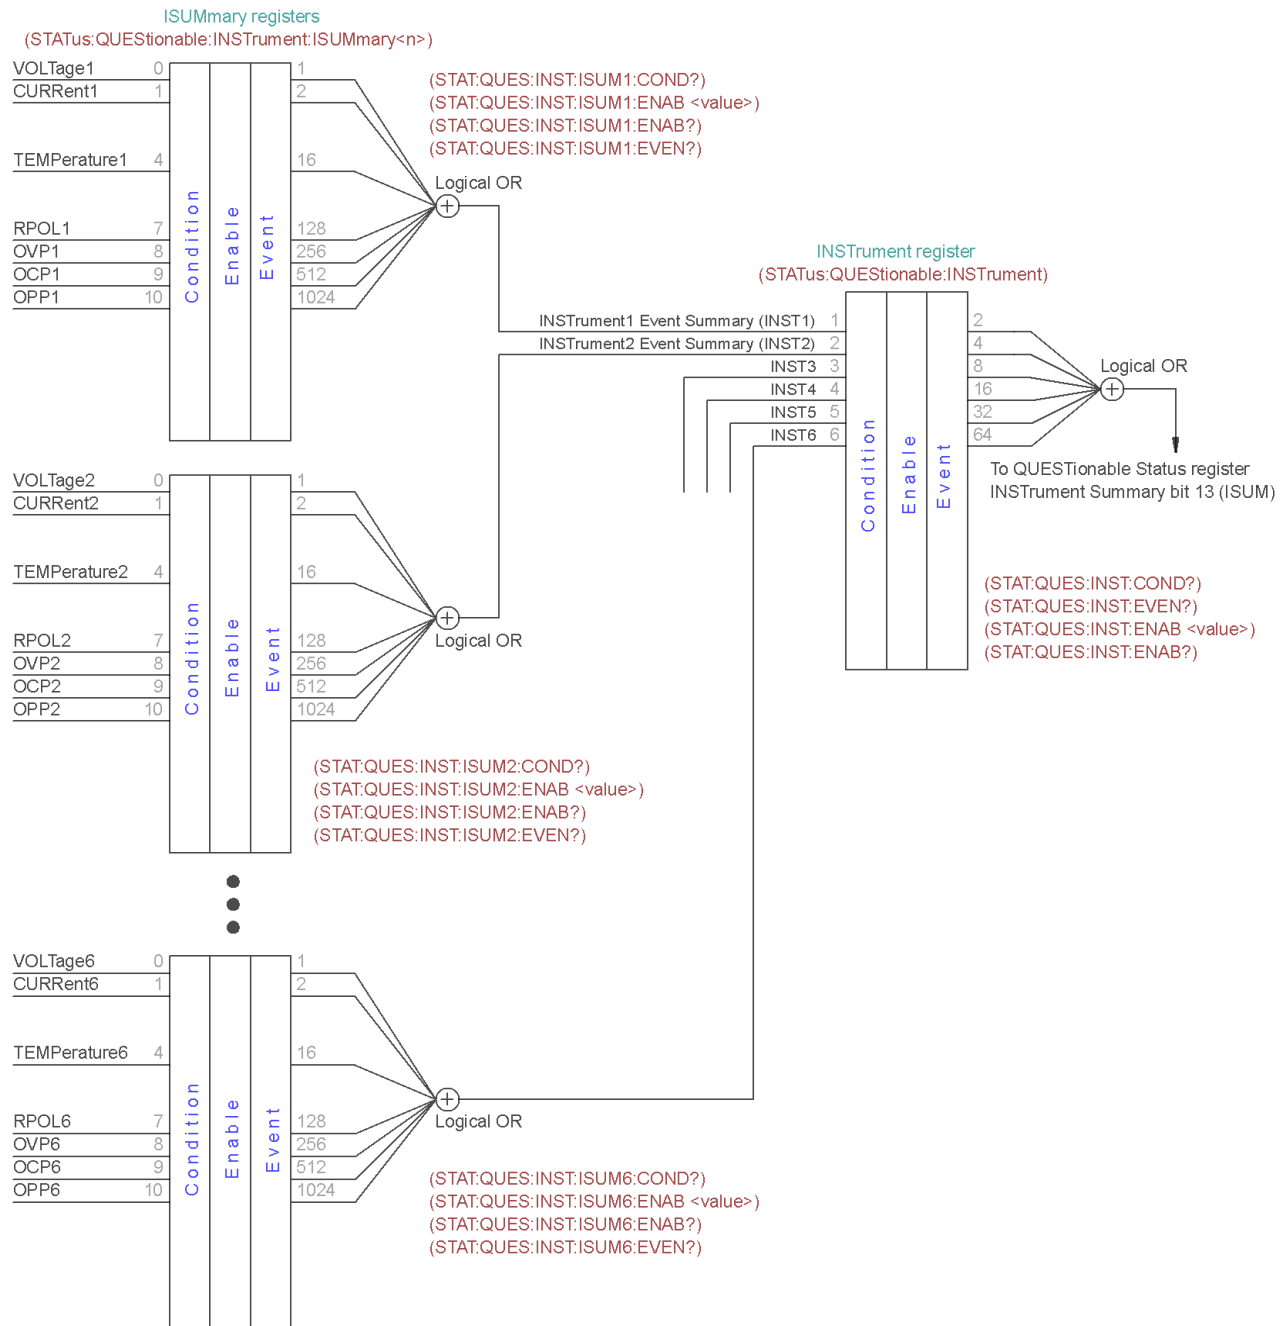 ISUMmary registers
(STATus:QUEStionable:INSTrument:ISUMmary<n>)
VOLTage1 0 1
CURRent1 1 2
TEMPerature1 4 16
RPOL1 7 128
OVP1 8 256
OCP1 9 512
OPP1 10 1024
Condition
Enable
Event
(STAT:QUES:INST:ISUM1:COND?)
(STAT:QUES:INST:ISUM1:ENAB <value>)
(STAT:QUES:INST:ISUM1:ENAB?)
(STAT:QUES:INST:ISUM1:EVEN?)
Logical OR
INSTrument register
(STATus:QUEStionable:INSTrument)
INSTrument1 Event Summary (INST1) 1 2
INSTrument2 Event Summary (INST2) 2 4
INST3 3 8
INST4 4 16
INST5 5 32
INST6 6 64
Condition
Enable
Event
Logical OR
To QUESTionable Status register
INSTrument Summary bit 13 (ISUM)
(STAT:QUES:INST:COND?)
(STAT:QUES:INST:EVEN?)
(STAT:QUES:INST:ENAB <value>)
(STAT:QUES:INST:ENAB?)
VOLTage2 0 1
CURRent2 1 2
TEMPerature2 4 16
RPOL2 7 128
OVP2 8 256
OCP2 9 512
OPP2 10 1024
Condition
Enable
Event
Logical OR
(STAT:QUES:INST:ISUM2:COND?)
(STAT:QUES:INST:ISUM2:ENAB <value>)
(STAT:QUES:INST:ISUM2:ENAB?)
(STAT:QUES:INST:ISUM2:EVEN?)
VOLTage6 0 1
CURRent6 1 2
TEMPerature6 4 16
RPOL6 7 128
OVP6 8 256
OCP6 9 512
OPP6 10 1024
Condition
Enable
Event
Logical OR
(STAT:QUES:INST:ISUM6:COND?)
(STAT:QUES:INST:ISUM6:ENAB <value>)
(STAT:QUES:INST:ISUM6:ENAB?)
(STAT:QUES:INST:ISUM6:EVEN?)